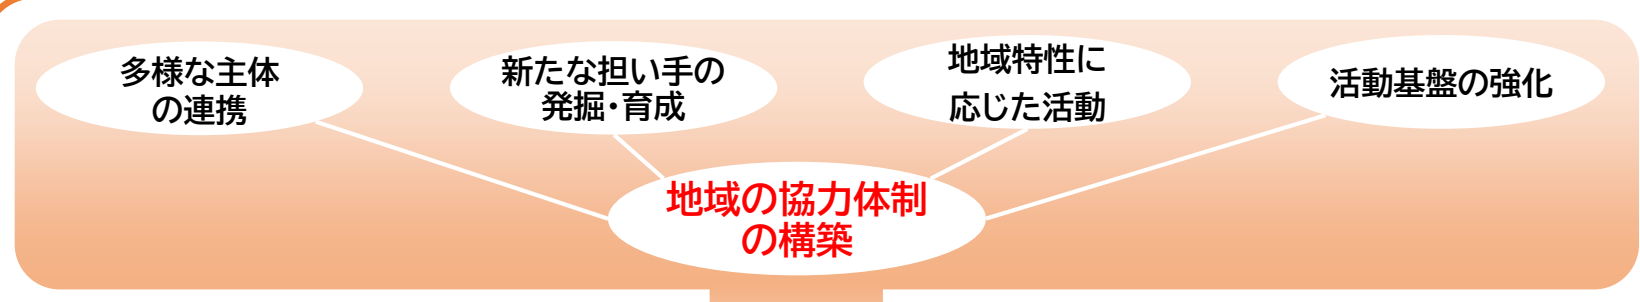 多様な主体
の連携
新たな担い手の
発掘・育成
地域特性に
応じた活動
活動基盤の強化
地域の協力体制
の構築